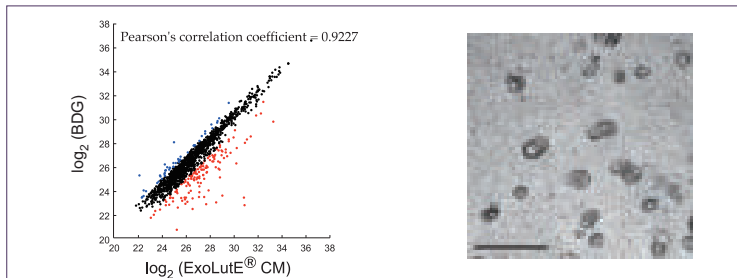 Pearson's correlation coefficient = 0.9227
38
36
34
32
30
28
26
24
22
20
log2 (BDG)
20 22 24 26 28 30 32 34 36 38
log2 (ExoLutE® CM)